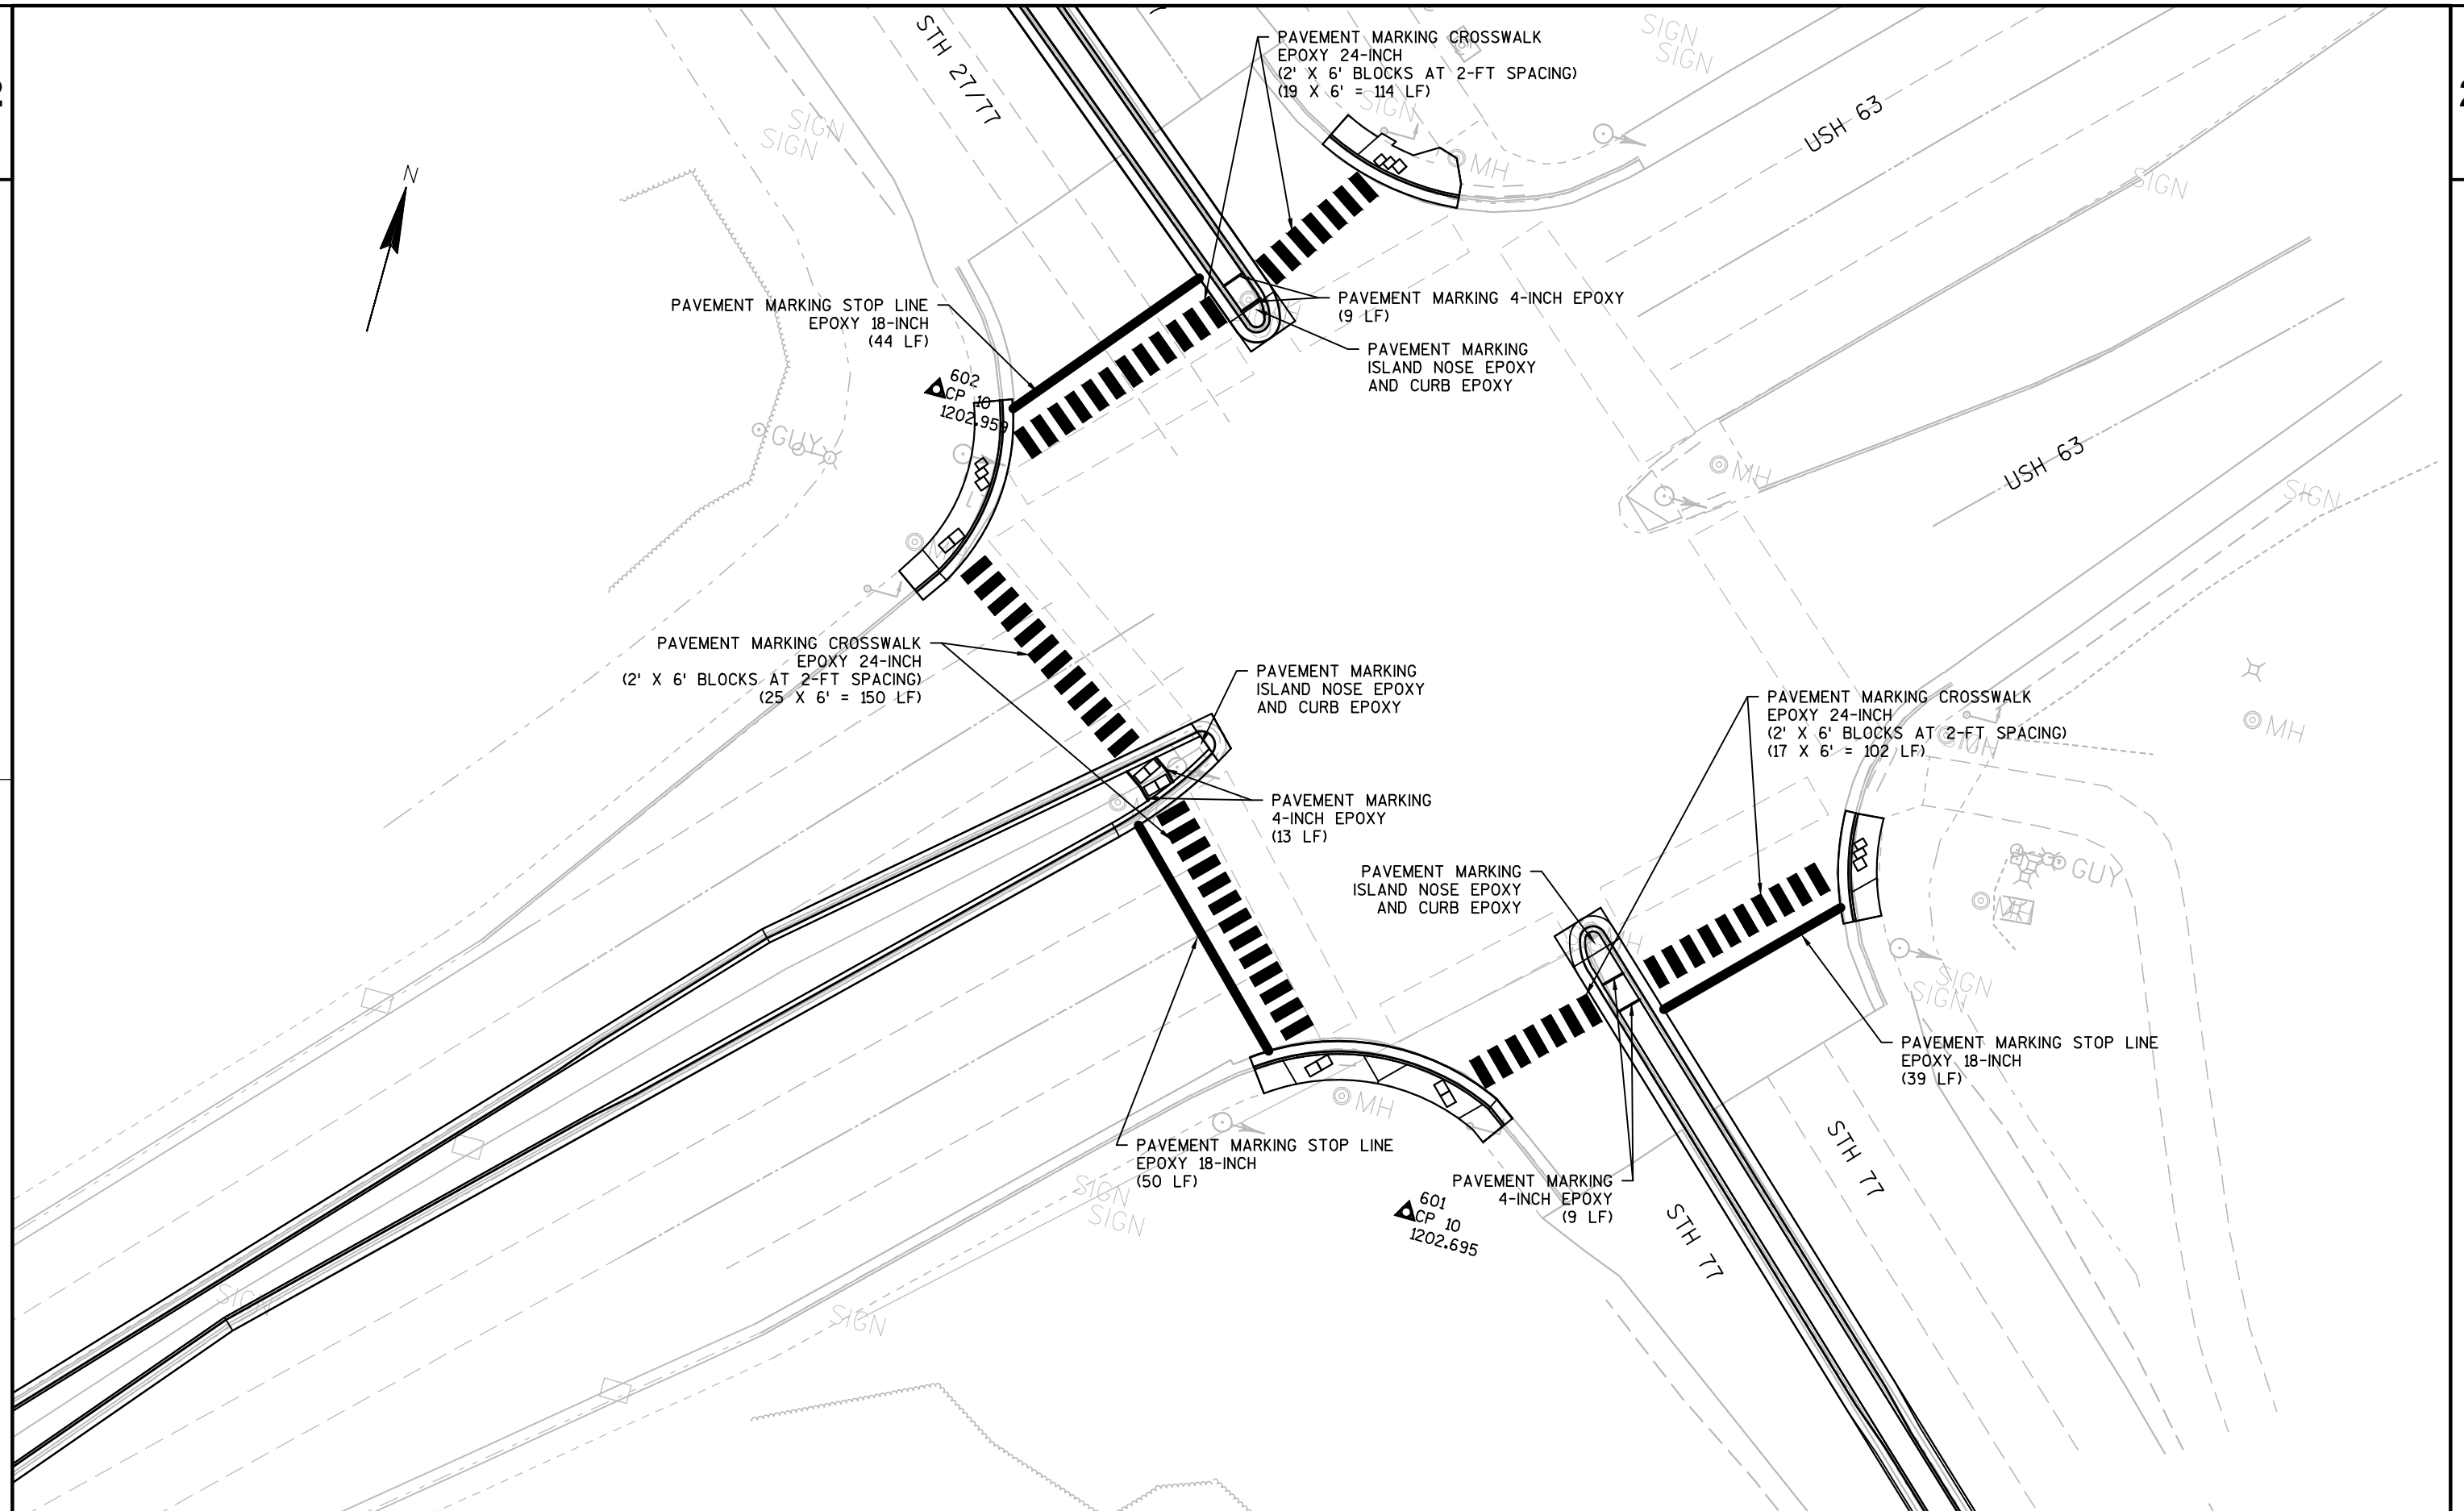 STH 27/77
PAVEMENT MARKING CROSSWALK
EPOXY 24-INCH
(2' X 6' BLOCKS AT 2-FT SPACING)
(19 X 6' = 114 LF)
SIGN
SIGN
SIGN
SIGN
SIGN
MH
USH 63
SIGN
N
PAVEMENT MARKING STOP LINE
EPOXY 18-INCH
(44 LF)
PAVEMENT MARKING 4-INCH EPOXY
(9 LF)
PAVEMENT MARKING
ISLAND NOSE EPOXY
AND CURB EPOXY
602
CP 10
1202.959
GUY
MH
USH 63
SIGN
PAVEMENT MARKING CROSSWALK
EPOXY 24-INCH
(2' X 6' BLOCKS AT 2-FT SPACING)
(25 X 6' = 150 LF)
PAVEMENT MARKING
ISLAND NOSE EPOXY
AND CURB EPOXY
PAVEMENT MARKING CROSSWALK
EPOXY 24-INCH
(2' X 6' BLOCKS AT 2-FT SPACING)
(17 X 6' = 102 LF)
MH
MH
PAVEMENT MARKING
4-INCH EPOXY
(13 LF)
PAVEMENT MARKING
ISLAND NOSE EPOXY
AND CURB EPOXY
GUY
MH
SIGN
SIGN
PAVEMENT MARKING STOP LINE
EPOXY 18-INCH
(39 LF)
MH
PAVEMENT MARKING STOP LINE
EPOXY 18-INCH
(50 LF)
PAVEMENT MARKING
4-INCH EPOXY
(9 LF)
SIGN
SIGN
601
CP 10
1202.695
STH 77
STH 77
SIGN
SIGN